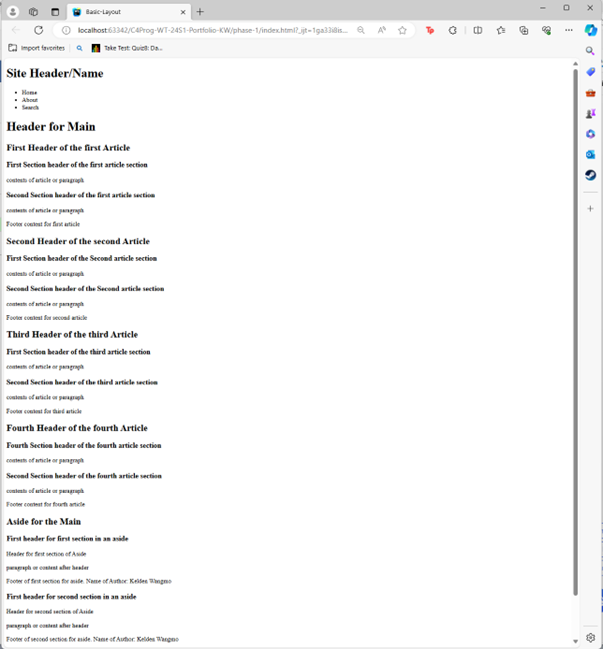 Basic-Layout
localhost:63342/C4Prog-WT-24S1-Portfolio-KW/phase-1/index.html?_ijt=1ga33i8is...
Import favorites
Take Test: Quiz8: Da...
Site Header/Name
Home
About
Search
Header for Main
First Header of the first Article
First Section header of the first article section
contents of article or paragraph
Second Section header of the first article section
contents of article or paragraph
Footer content for first article
Second Header of the second Article
First Section header of the Second article section
contents of article or paragraph
Second Section header of the Second article section
contents of article or paragraph
Footer content for second article
Third Header of the third Article
First Section header of the third article section
contents of article or paragraph
Second Section header of the third article section
contents of article or paragraph
Footer content for third article
Fourth Header of the fourth Article
Fourth Section header of the fourth article section
contents of article or paragraph
Second Section header of the fourth article section
contents of article or paragraph
Footer content for fourth article
Aside for the Main
First header for first section in an aside
Header for first section of Aside
paragraph or content after header
Footer of first section for aside. Name of Author: Kelden Wangmo
First header for second section in an aside
Header for second section of Aside
paragraph or content after header
Footer of second section for aside. Name of Author: Kelden Wangmo